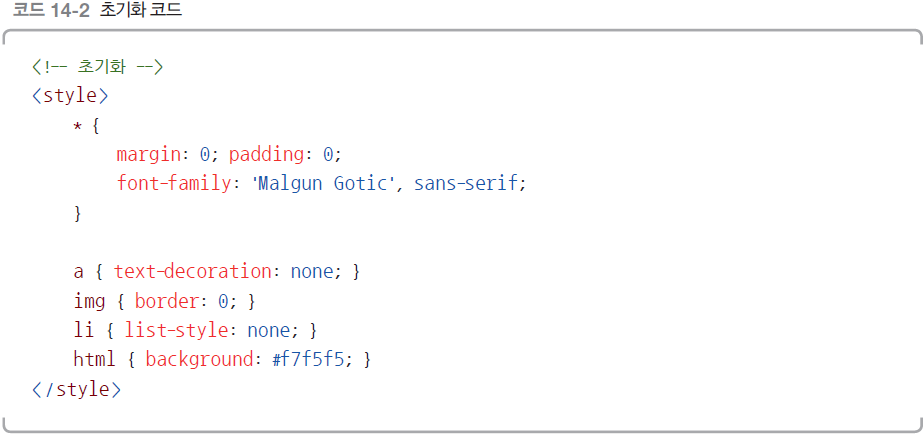 코드 14-2 초기화 코드
<!-- 초기화 -->
<style>
* {
margin: 0; padding: 0;
font-family: 'Malgun Gotic', sans-serif;
}
a { text-decoration: none; }
img { border: 0; }
li { list-style: none; }
html { background: #f7f5f5; }
</style>